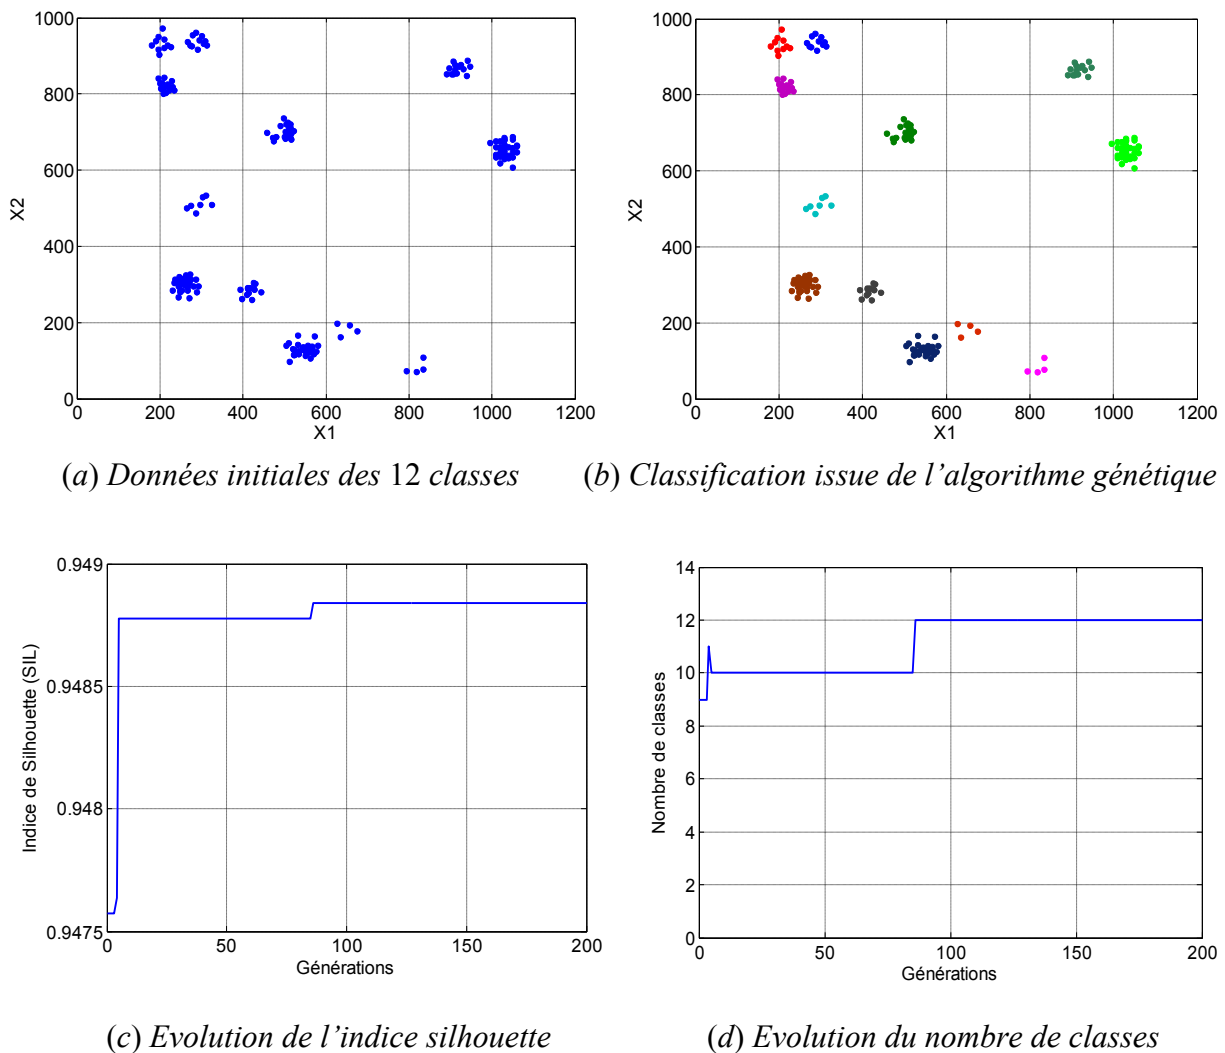 1000
800
600
400
200
0
X2
0 200 400 600 800 1000 1200
X1
1000
800
600
400
200
0
X2
0 200 400 600 800 1000 1200
X1
(a) Données initiales des 12 classes
(b) Classification issue de l’algorithme génétique
0.949
0.9485
0.948
0.9475
Indice de Silhouette (SIL)
0 50 100 150 200
Générations
14
12
10
8
6
4
2
0
Nombre de classes
0 50 100 150 200
Générations
(c) Evolution de l’indice silhouette
(d) Evolution du nombre de classes